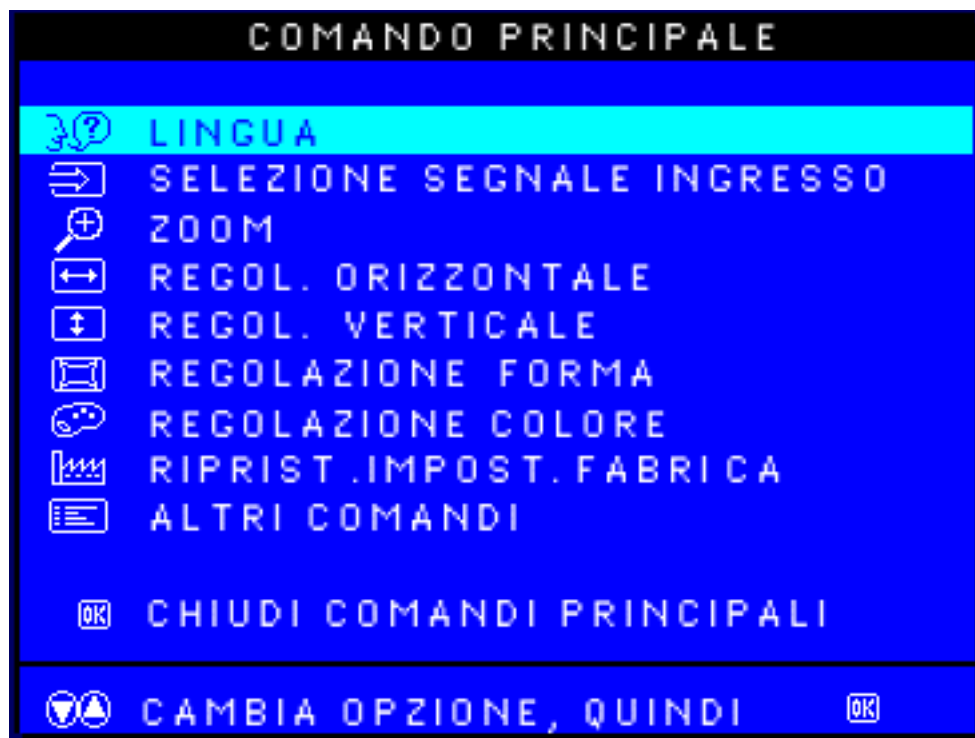 COMANDO PRINCIPALE
LINGUA
SELEZIONE SEGNALE INGRESSO
ZOOM
REGOL. ORIZZONTALE
REGOL. VERTICALE
REGOLAZIONE FORMA
REGOLAZIONE COLORE
RIPRIST.IMPOST.FABRICA
ALTRI COMANDI
OK CHIUDI COMANDI PRINCIPALI
CAMBIA OPZIONE, QUINDI OK